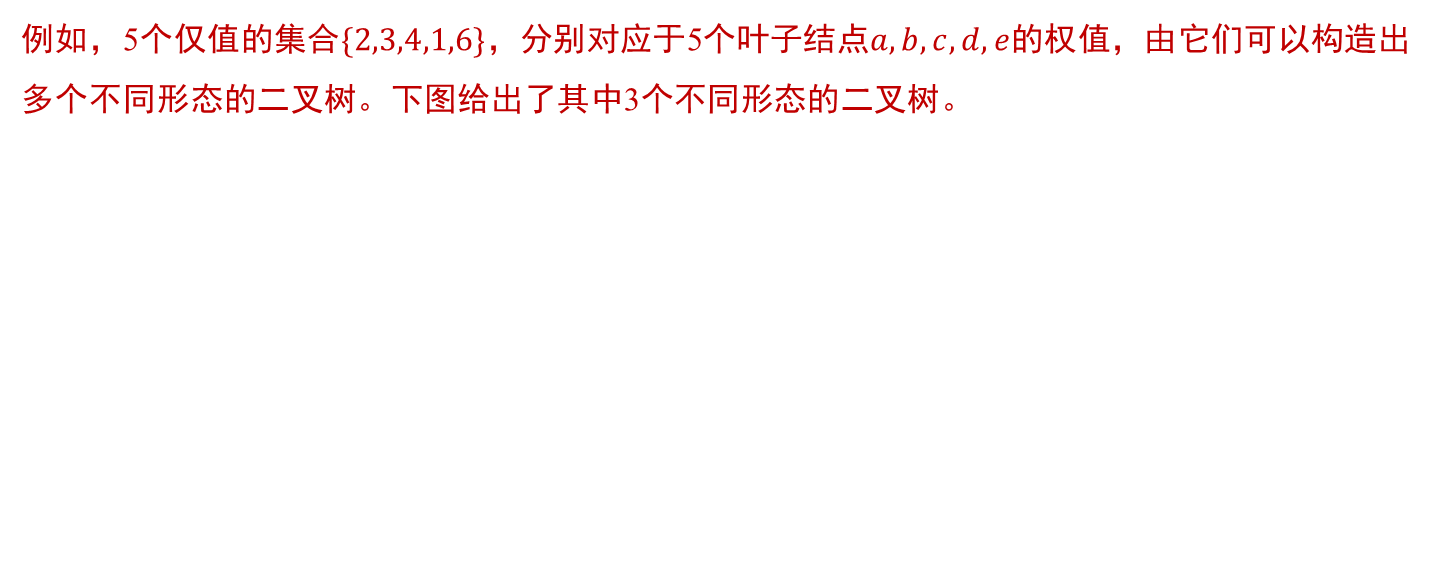 例如，5个仅值的集合{2,3,4,1,6}，分别对应于5个叶子结点a, b, c, d, e的权值，由它们可以构造出
多个不同形态的二叉树。下图给出了其中3个不同形态的二叉树。